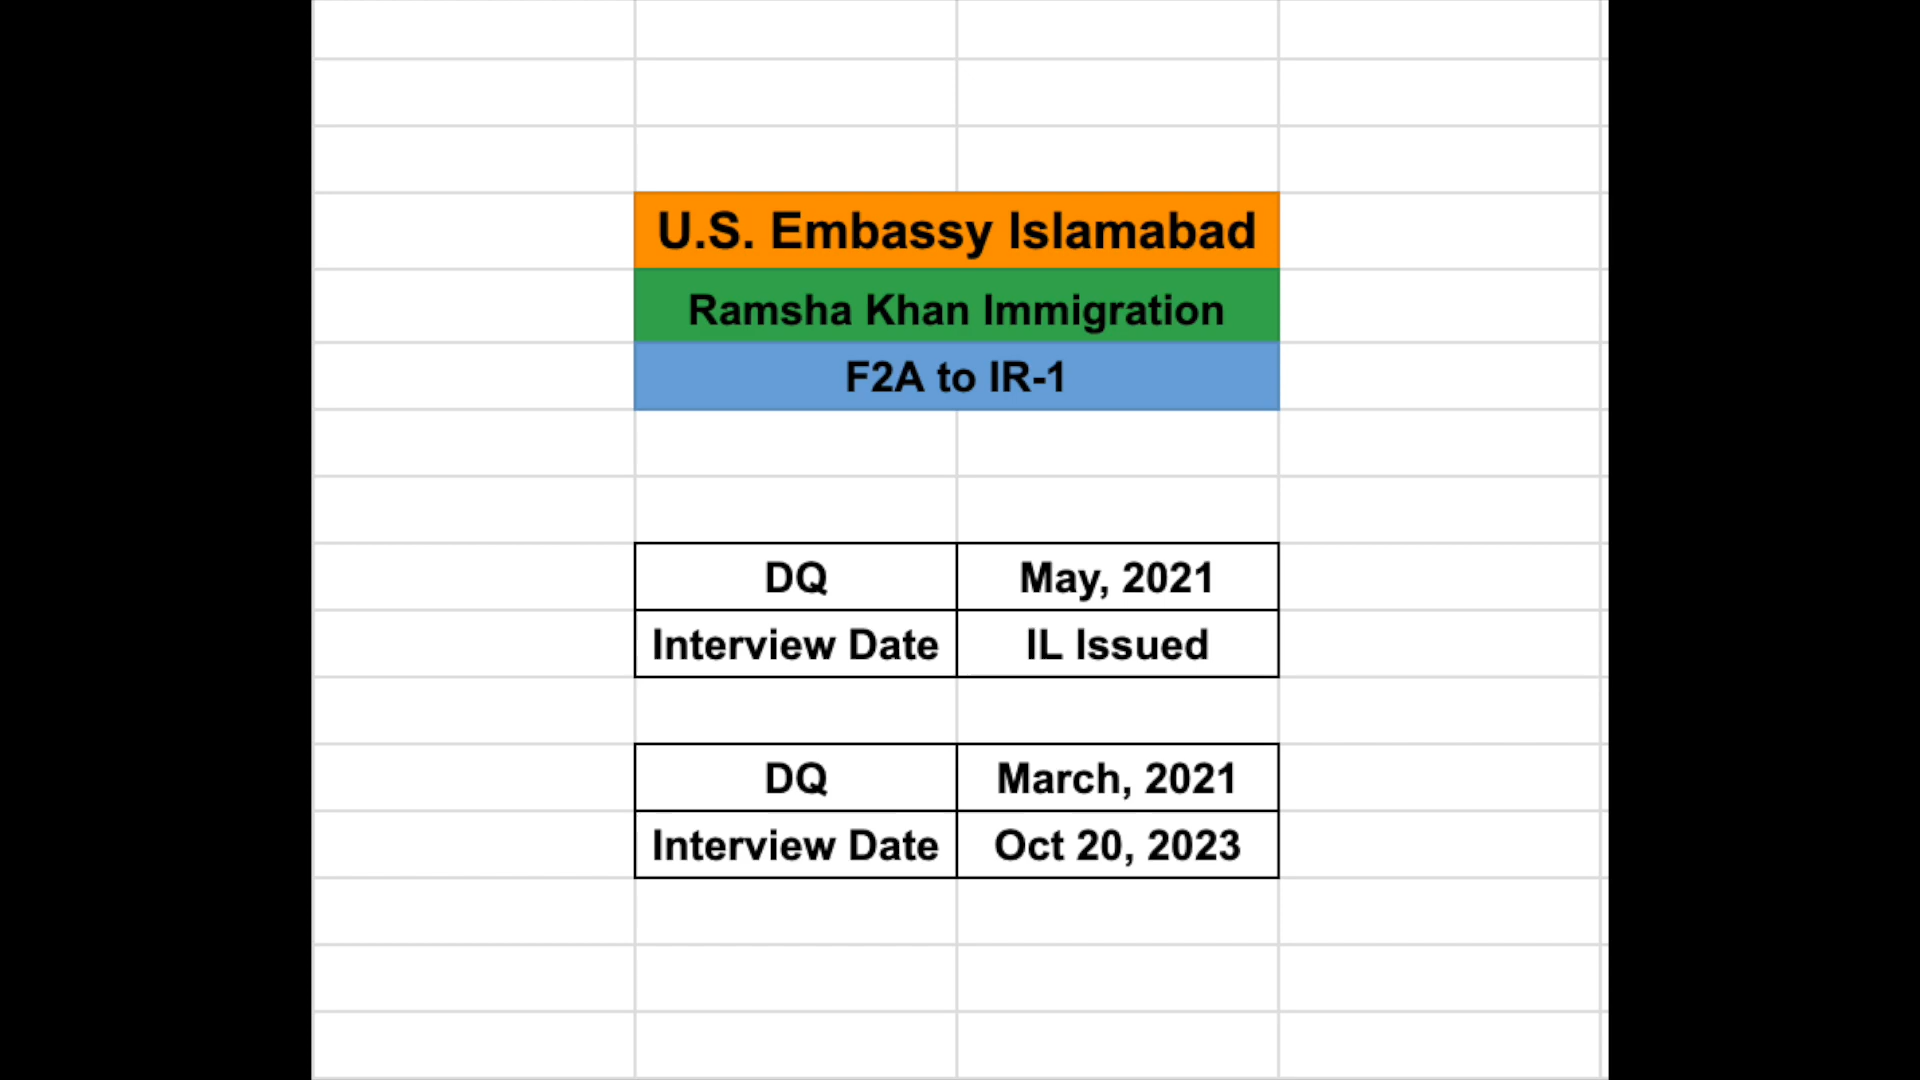 U.S. Embassy Islamabad
Ramsha Khan Immigration
F2A to IR-1
DQ May, 2021
Interview Date IL Issued
DQ March, 2021
Interview Date Oct 20, 2023